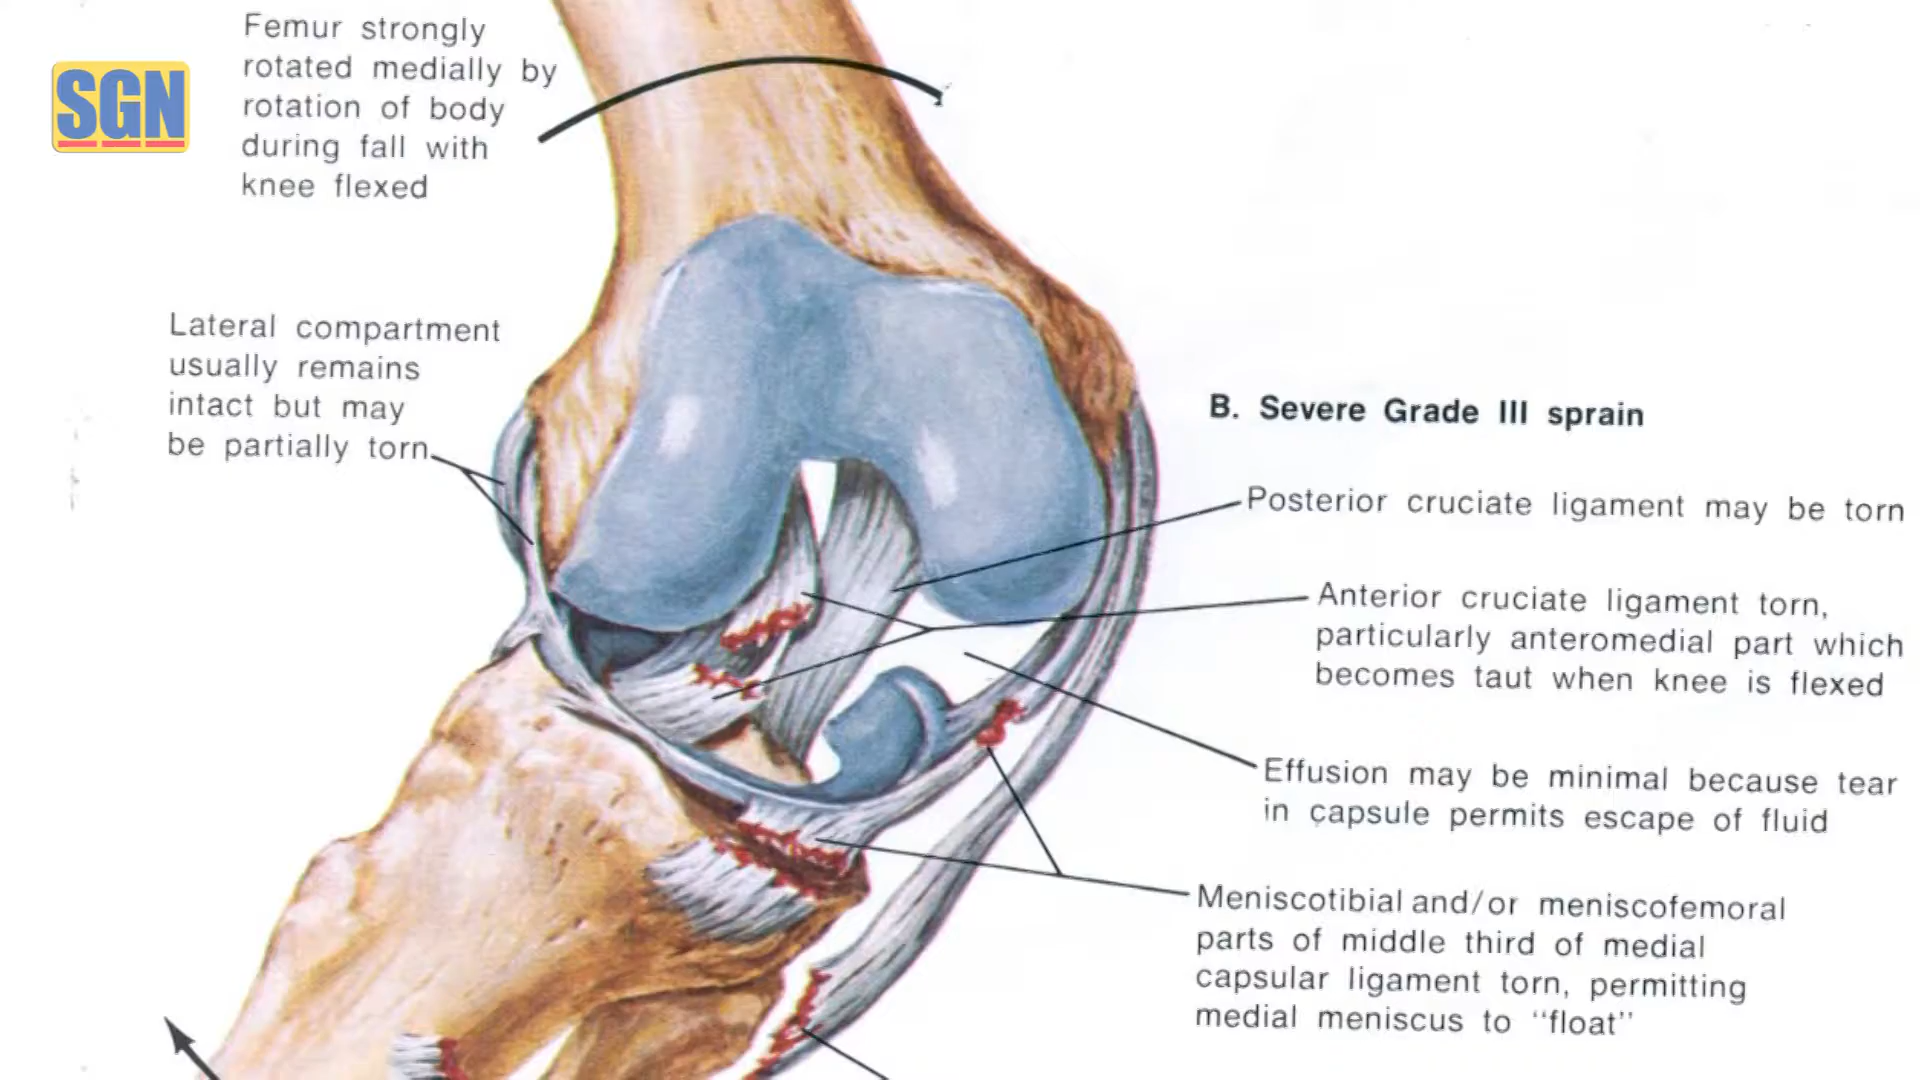 Femur strongly
rotated medially by
rotation of body
during fall with
knee flexed
SGN
Lateral compartment
usually remains
intact but may
be partially torn
B. Severe Grade III sprain
Posterior cruciate ligament may be torn
Anterior cruciate ligament torn,
particularly anteromedial part which
becomes taut when knee is flexed
Effusion may be minimal because tear
in capsule permits escape of fluid
Meniscotibial and/or meniscofemoral
parts of middle third of medial
capsular ligament torn, permitting
medial meniscus to “float”